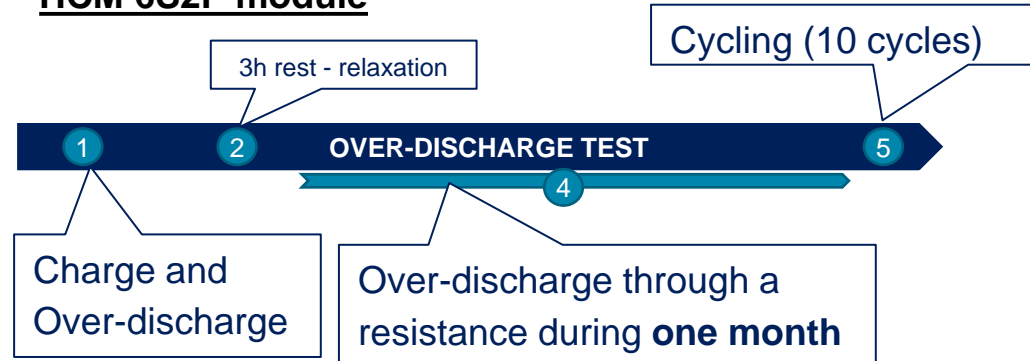 module
3h rest - relaxation
Cycling (10 cycles)
1
2
OVER-DISCHARGE TEST
5
4
Charge and
Over-discharge
Over-discharge through a
resistance during one month